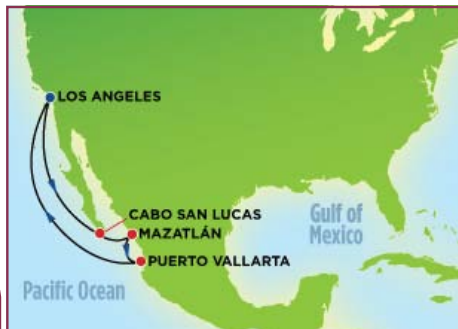 LOS ANGELES
CABO SAN LUCAS
MAZATLÁN
PUERTO VALLARTA
Gulf of
Mexico
Pacific Ocean